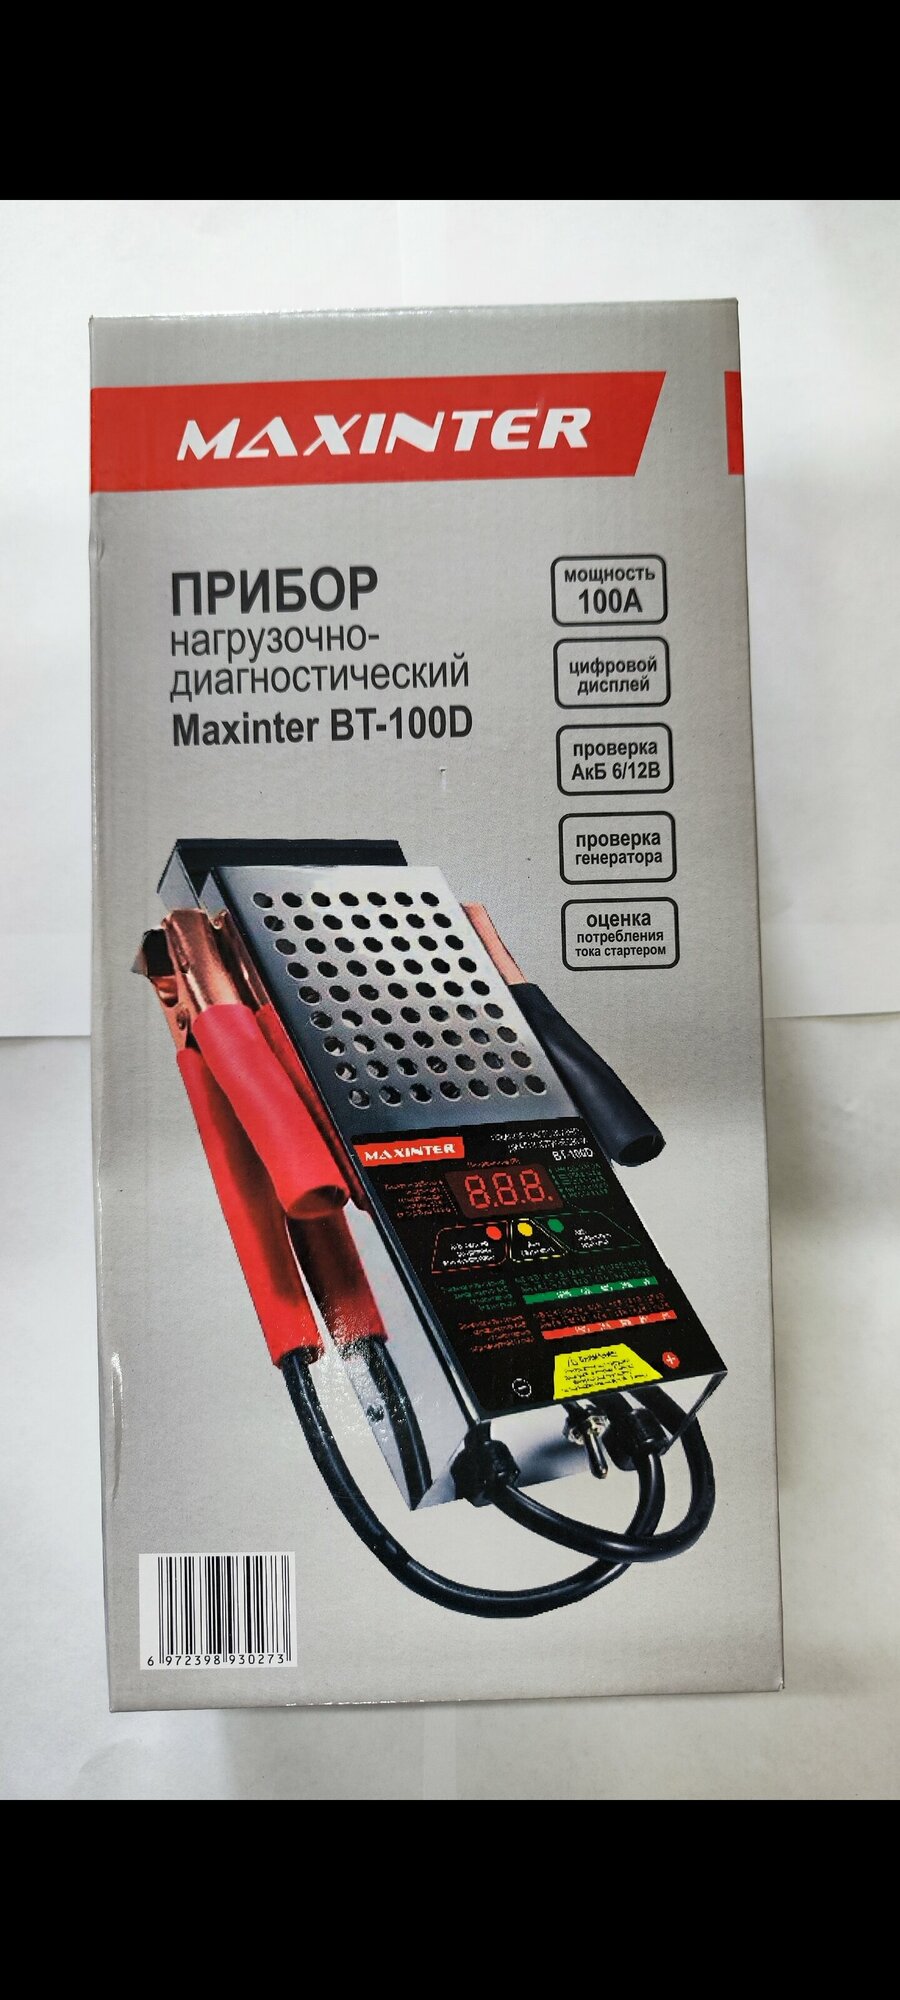 MAXINTER
ПРИБОР
нагрузочно-
диагностический
Maxinter BT-100D
мощность
100А
цифровой
дисплей
проверка
АкБ 6/12В
проверка
генератора
оценка
потребления
тока стартером
MAXINTER
BT-100D
8.8.8.
6 972398 930273